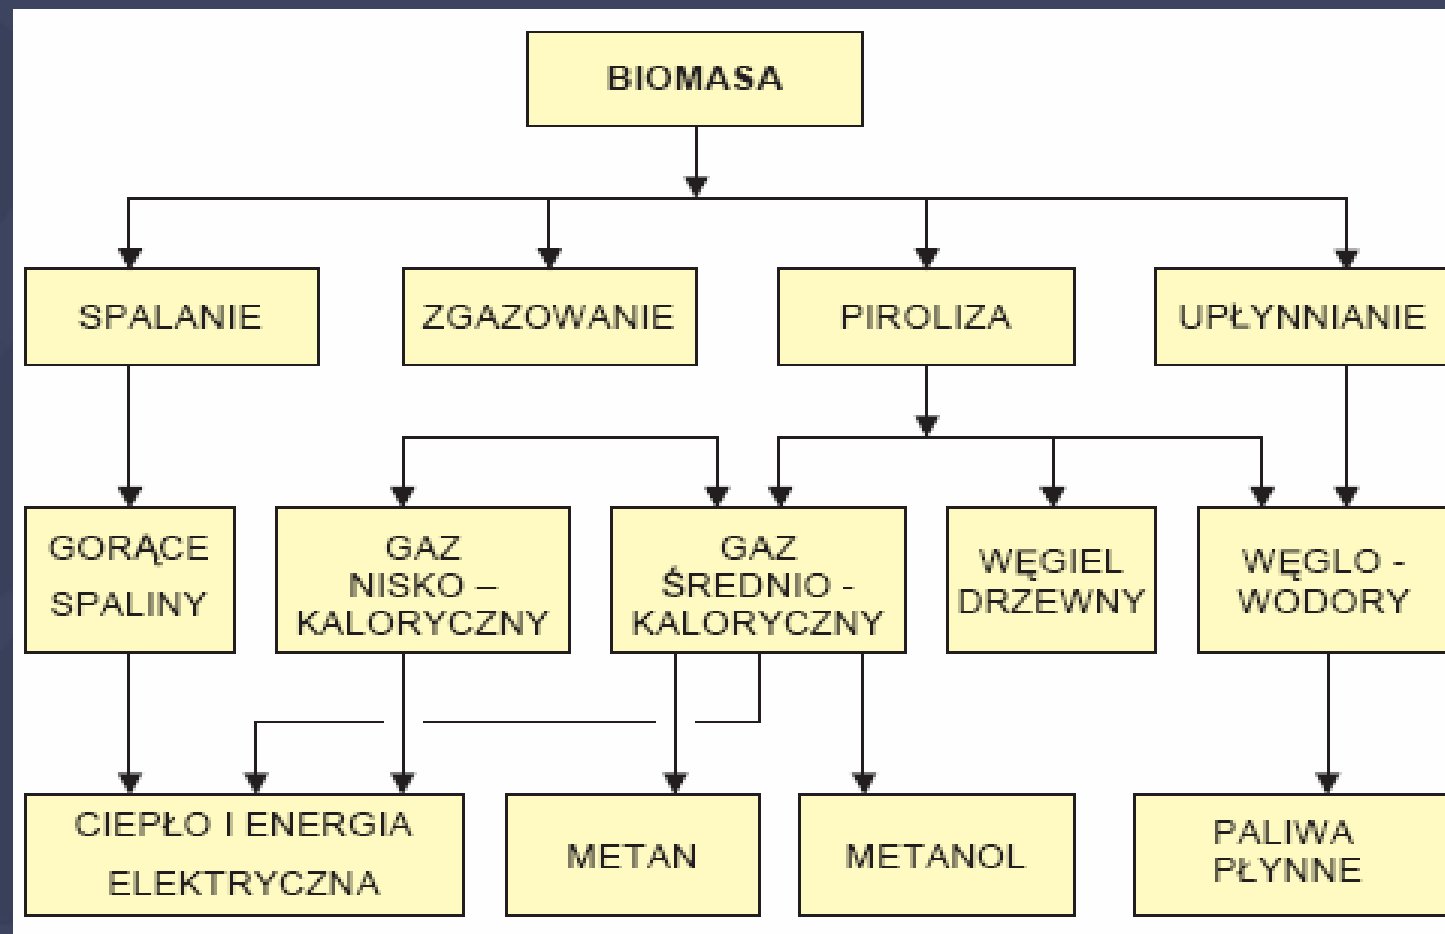 BIOMASA
SPALANIE
ZGAZOWANIE
PIROLIZA
UPŁYNNIANIE
GORĄCE
SPALINY
GAZ
NISKO –
KALORYCZNY
GAZ
ŚREDNIO -
KALORYCZNY
WĘGIEL
DRZEWNY
WĘGLO -
WODORY
CIEPŁO I ENERGIA
ELEKTRYCZNA
METAN
METANOL
PALIWA
PŁYNNE